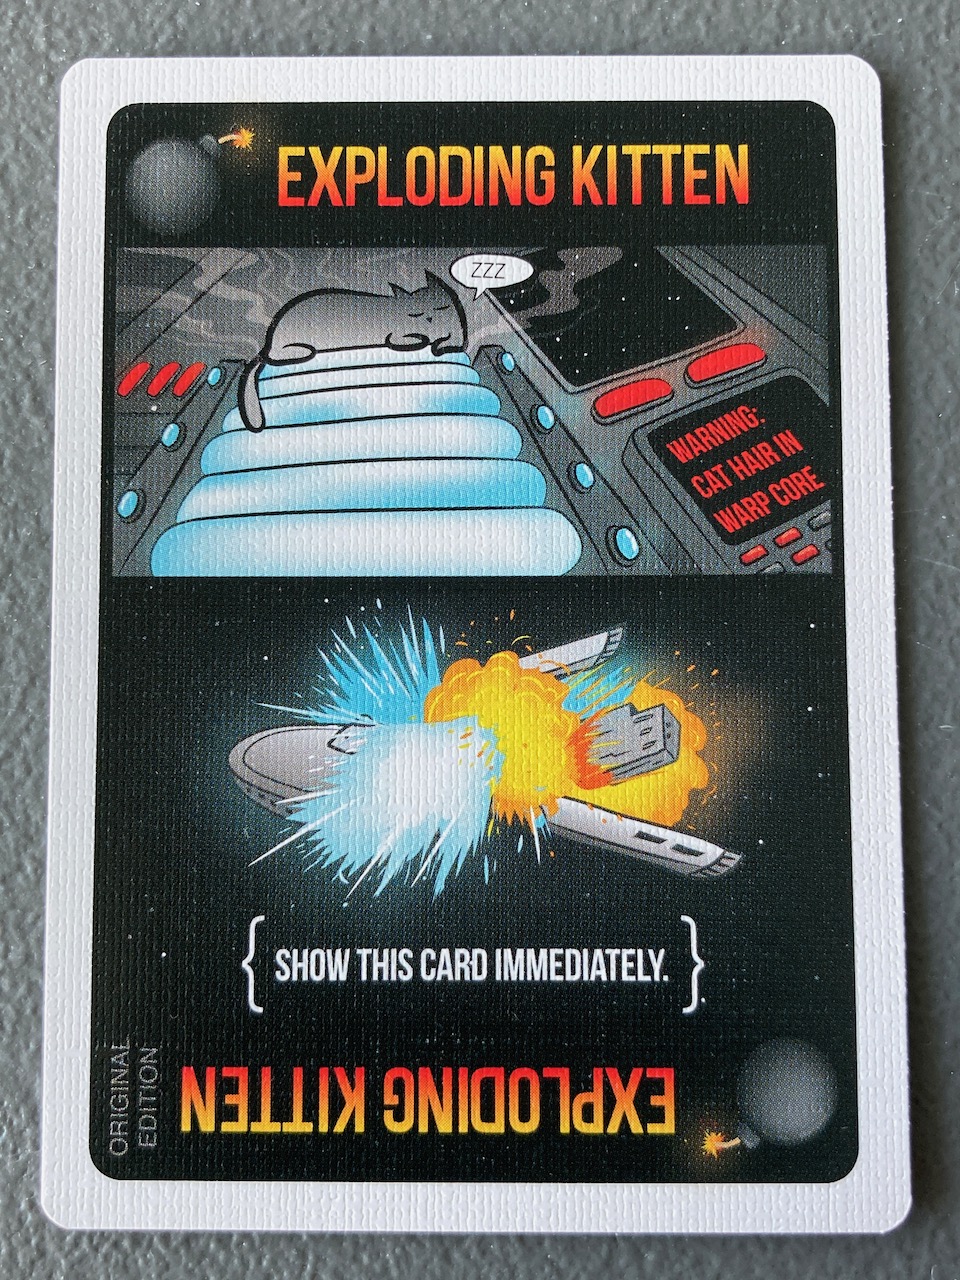 EXPLODING KITTEN
ZZZ
WARNING:
CAT HAIR IN
WARP CORE
{ SHOW THIS CARD IMMEDIATELY. }
ORIGINAL
EDITION
EXPLODING KITTEN